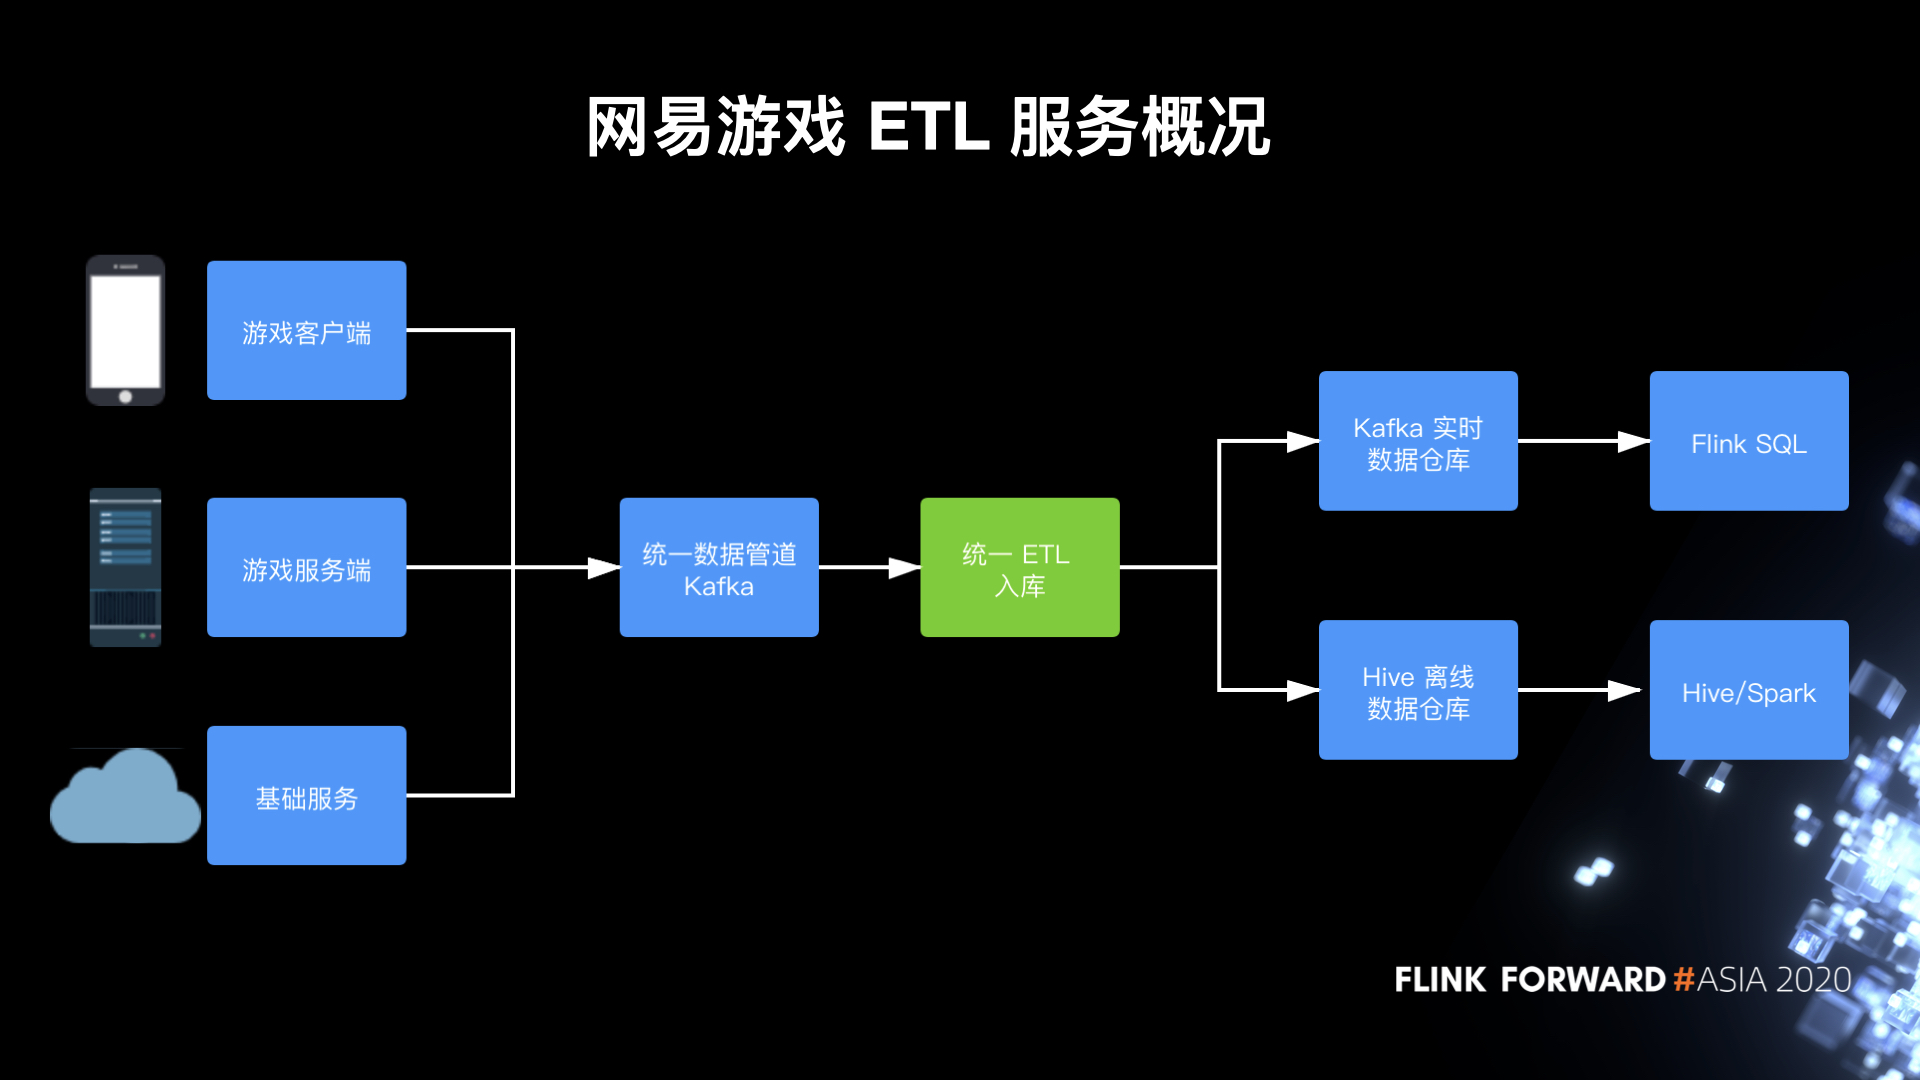 网易游戏 ETL 服务概况
游戏客户端
游戏服务端
基础服务
统一数据管道
Kafka
统一 ETL
入库
Kafka 实时
数据仓库
Flink SQL
Hive 离线
数据仓库
Hive/Spark
FLINK FORWARD #ASIA 2020